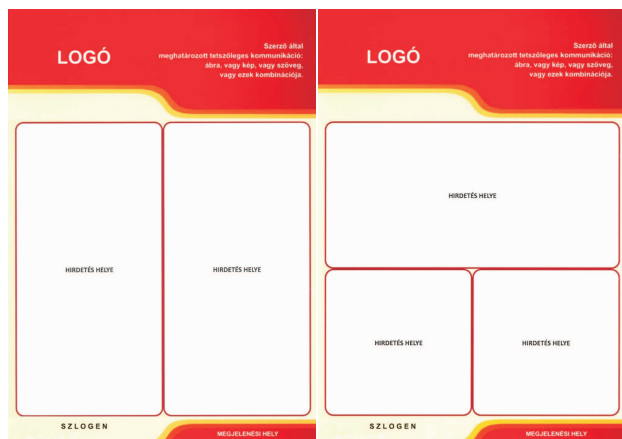 LOGÓ
Szerző által
meghatározott tetszőleges kommunikáció:
ábra, vagy kép, vagy szöveg,
vagy ezek kombinációja.
HIRDETÉS HELYE
HIRDETÉS HELYE
SZLOGEN
MEGJELENÉSI HELY
LOGÓ
Szerző által
meghatározott tetszőleges kommunikáció:
ábra, vagy kép, vagy szöveg,
vagy ezek kombinációja.
HIRDETÉS HELYE
HIRDETÉS HELYE
HIRDETÉS HELYE
SZLOGEN
MEGJELENÉSI HELY